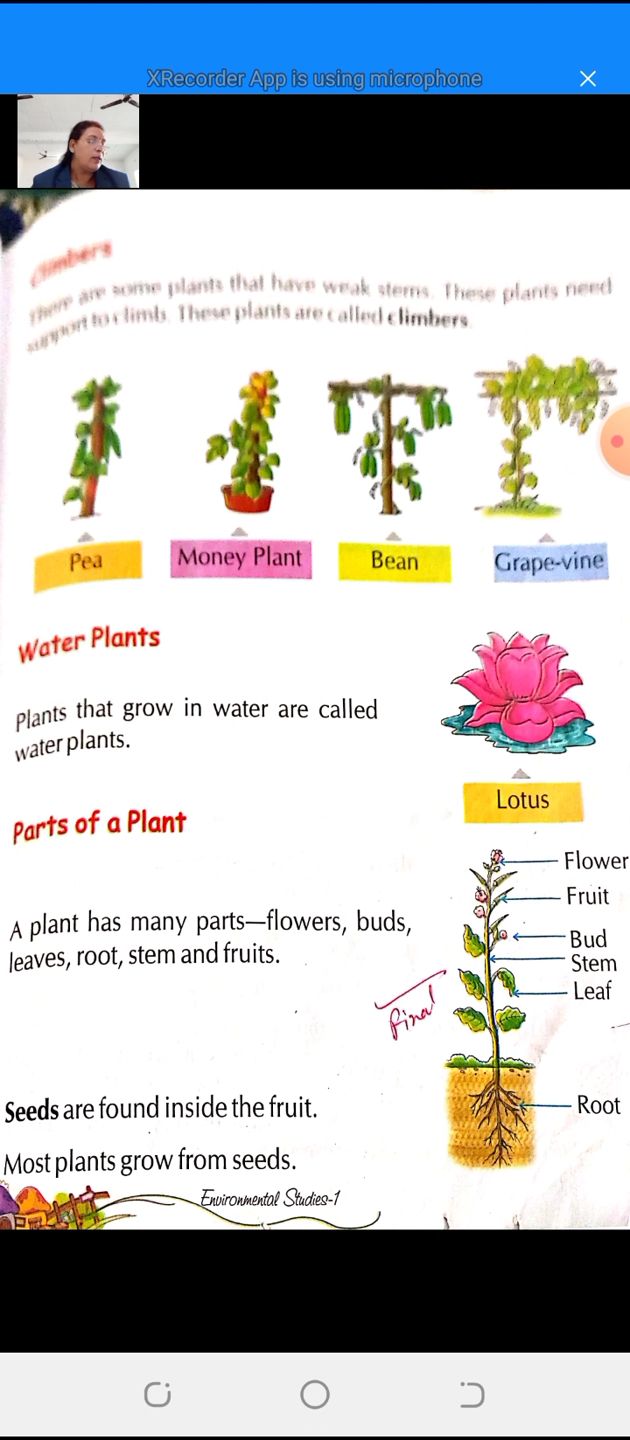 XRecorder App is using microphone
Climbers
There are some plants that have weak stems. These plants need
support to climb. These plants are called climbers.
Pea
Money Plant
Bean
Grape-vine
Water Plants
Plants that grow in water are called
water plants.
Lotus
Parts of a Plant
A plant has many parts—flowers, buds,
leaves, root, stem and fruits.
Flower
Fruit
Bud
Stem
Leaf
Final
Root
Seeds are found inside the fruit.
Most plants grow from seeds.
Environmental Studies-1